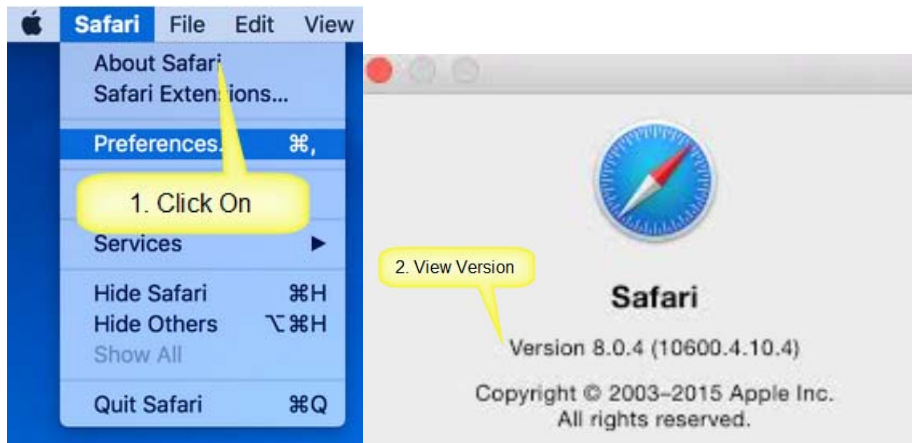 Safari File Edit View
About Safari
Safari Extensions...
Preferences. ⌘,
1. Click On
Services ▶
Hide Safari ⌘H
Hide Others ⌥⌘H
Show All
Quit Safari ⌘Q
2. View Version
Safari
Version 8.0.4 (10600.4.10.4)
Copyright © 2003–2015 Apple Inc.
All rights reserved.